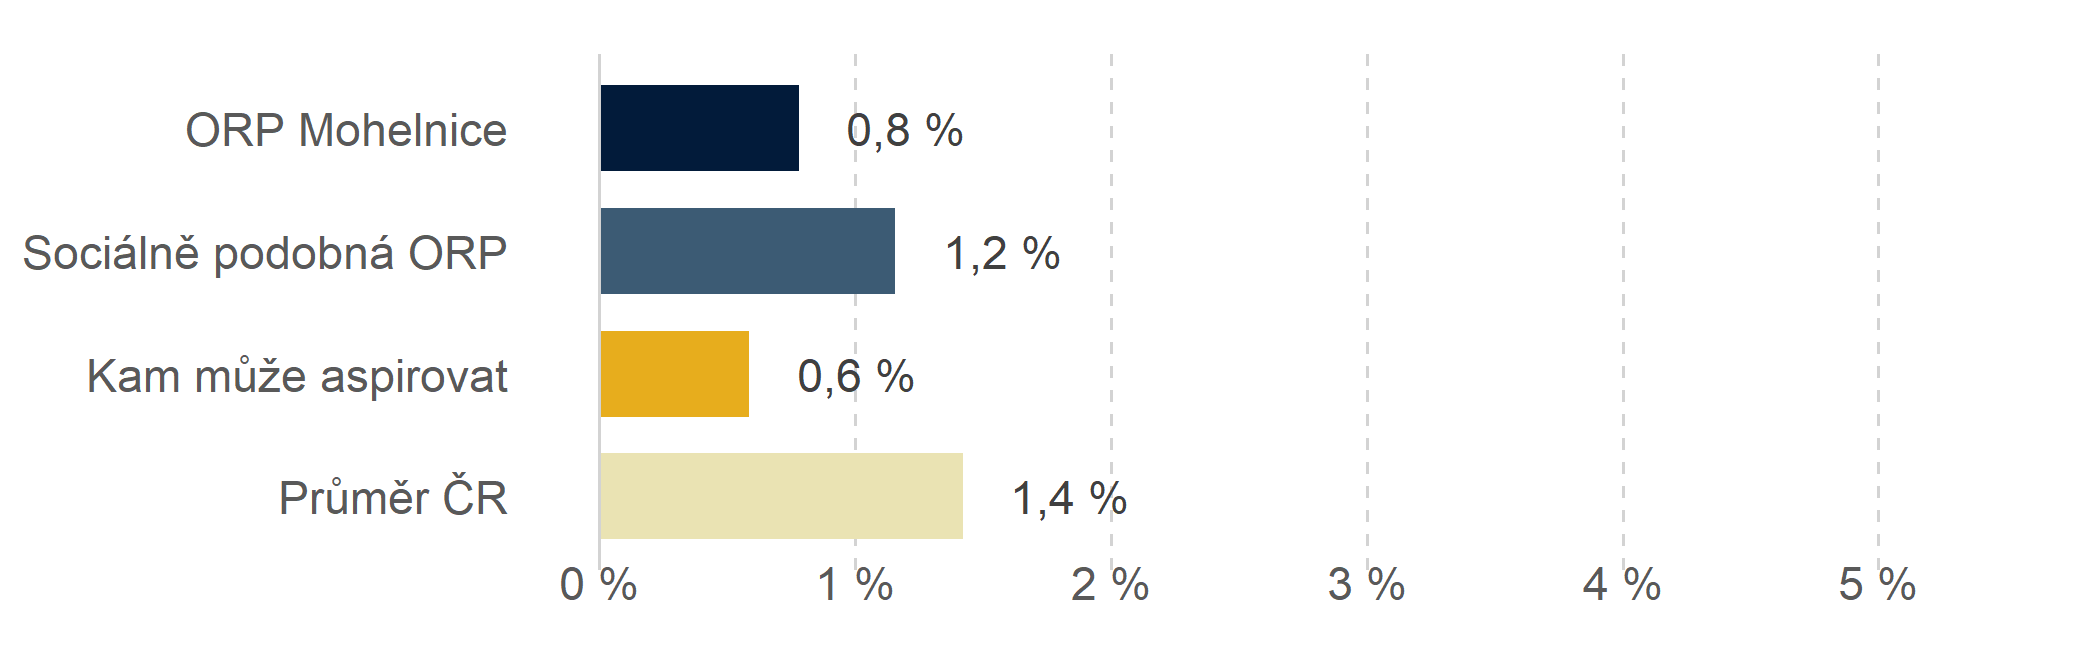 ORP Mohelnice 0,8 %
Sociálně podobná ORP 1,2 %
Kam může aspirovat 0,6 %
Průměr ČR 1,4 %
0 % 1 % 2 % 3 % 4 % 5 %